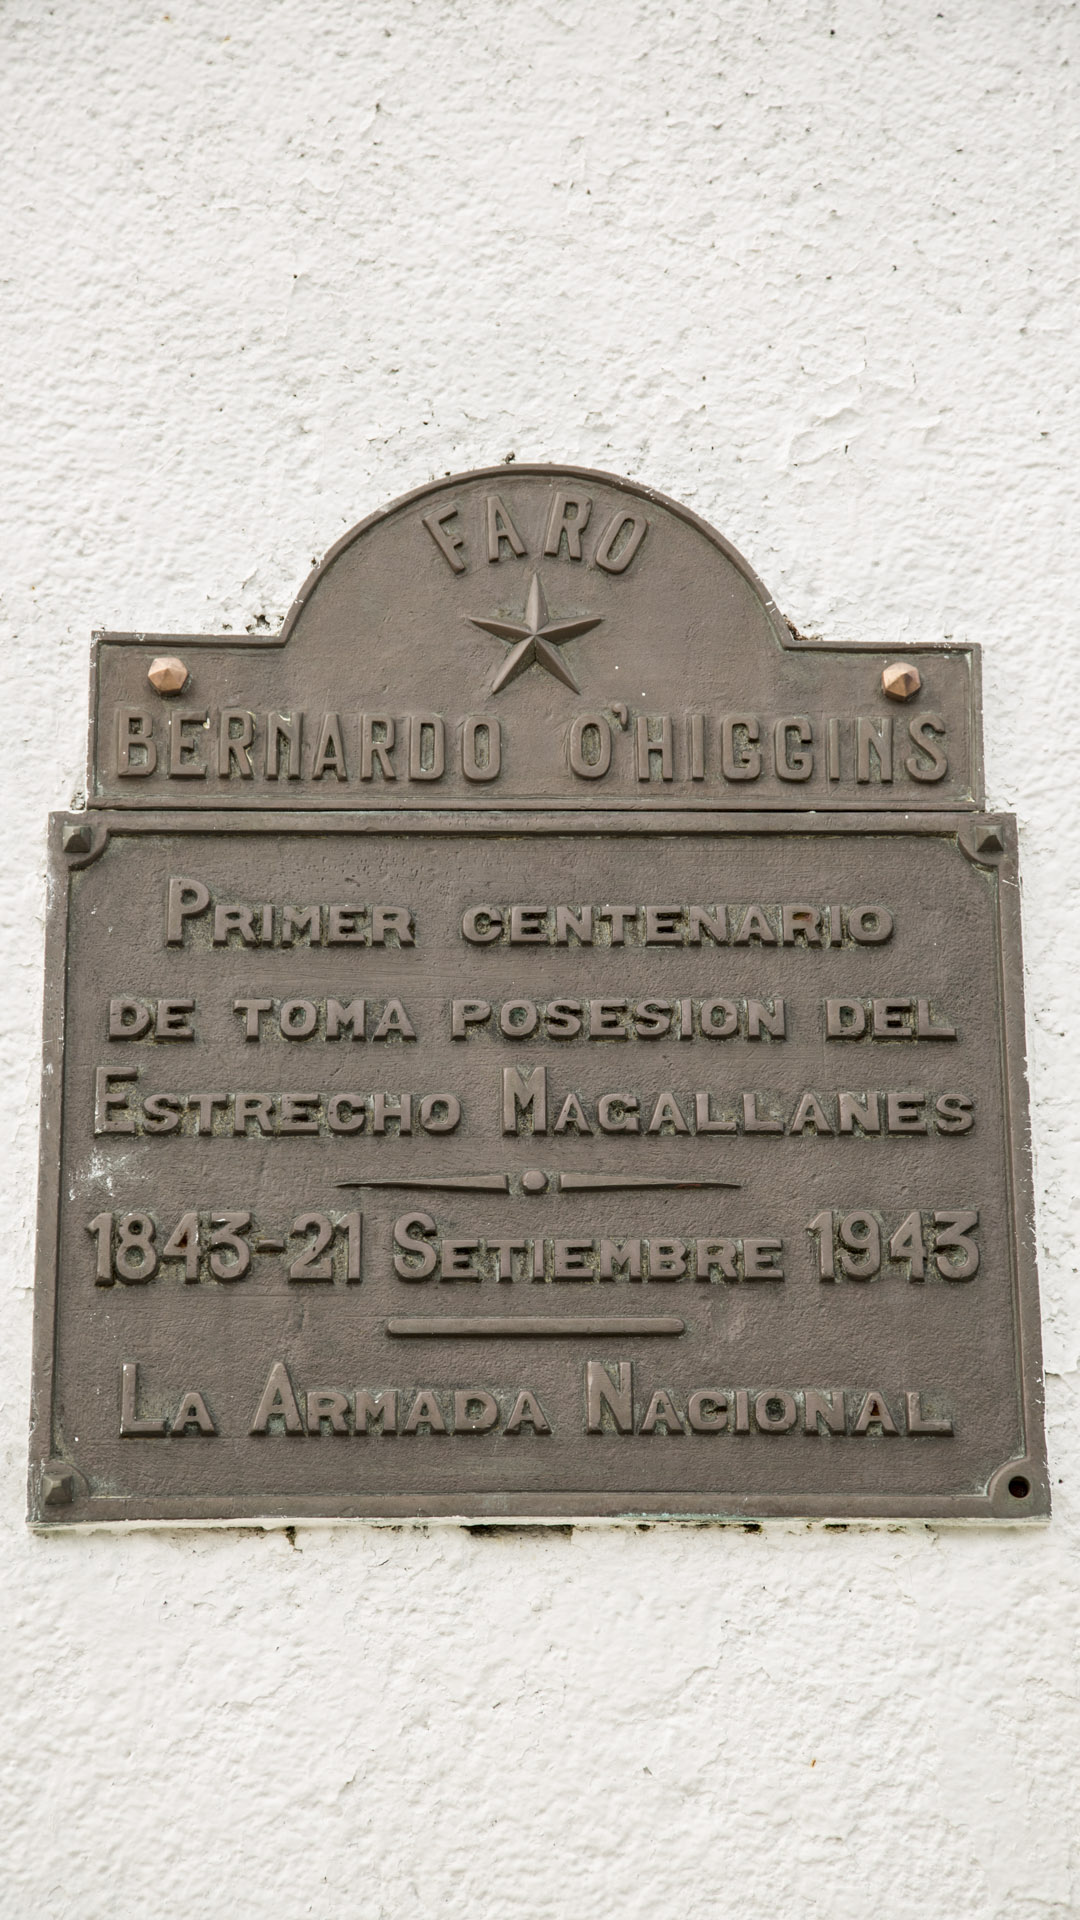 FARO
BERNARDO O'HIGGINS
PRIMER CENTENARIO
DE TOMA POSESION DEL
ESTRECHO MAGALLANES
1843-21 SETIEMBRE 1943
LA ARMADA NACIONAL